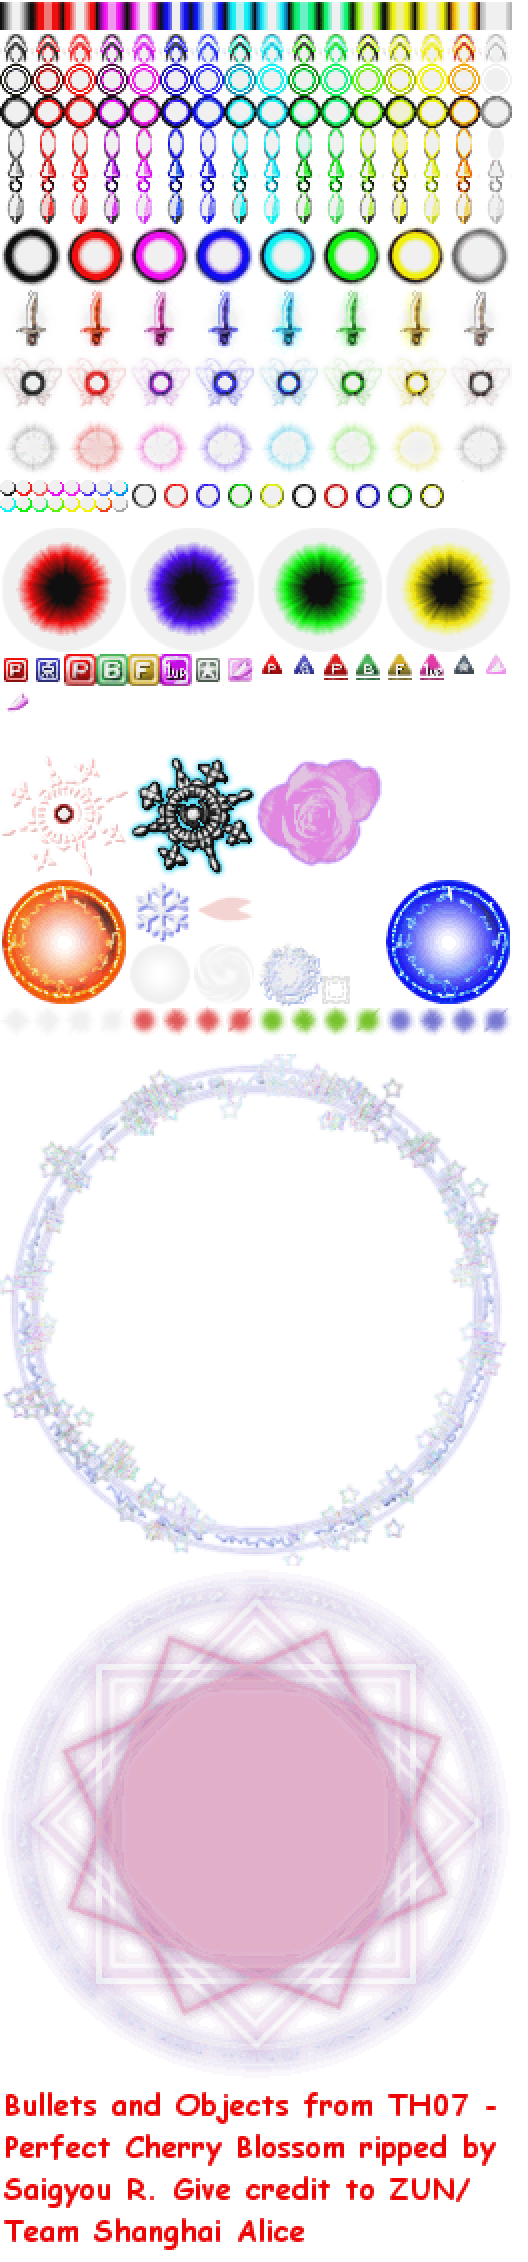 P P B F 1up P P B F 1up
Bullets and Objects from TH07 -
Perfect Cherry Blossom ripped by
Saigyou R. Give credit to ZUN/
Team Shanghai Alice